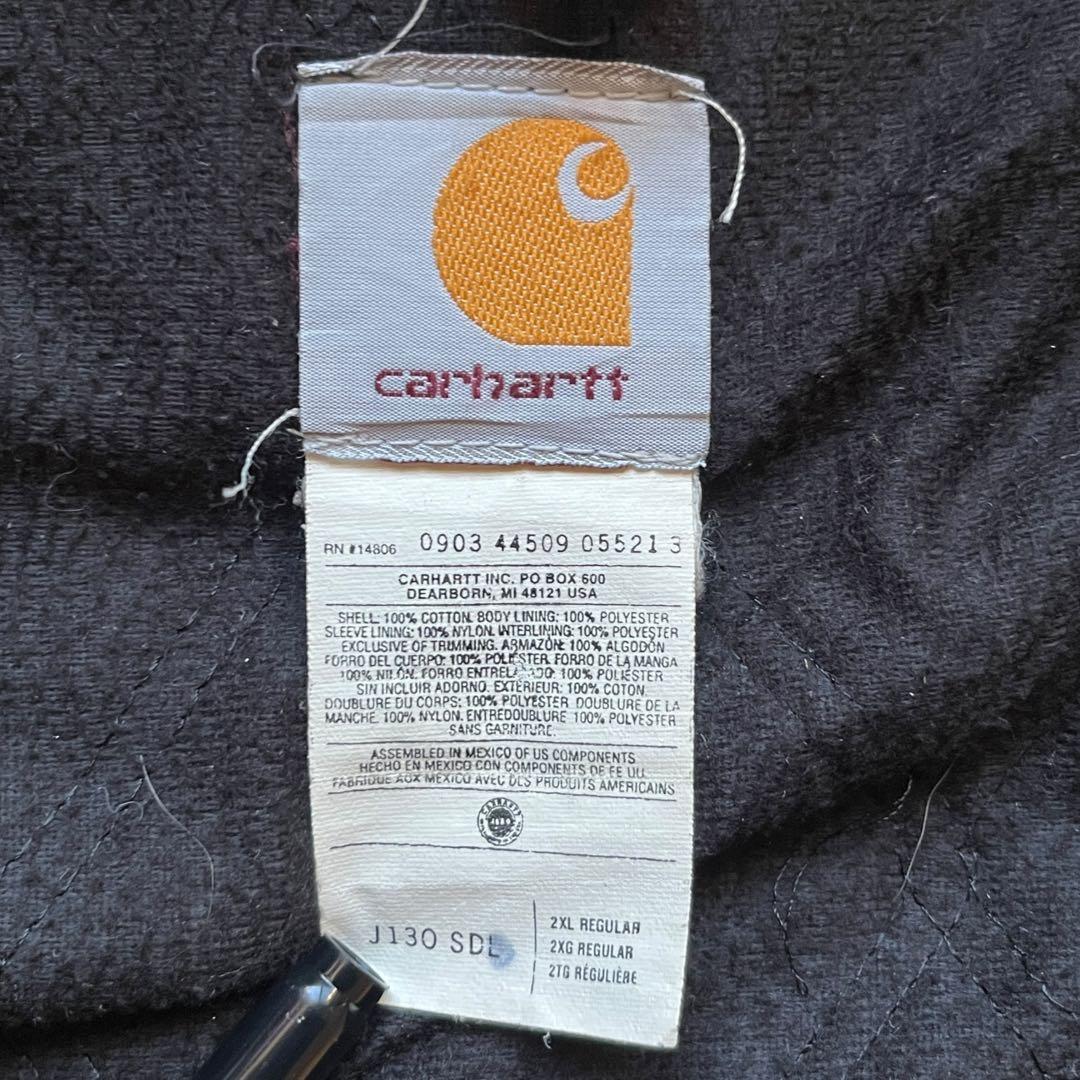 carhartt
RN #14806 0903 44509 05521 3
CARHARTT INC. PO BOX 600
DEARBORN, MI 48121 USA
SHELL: 100% COTTON. BODY LINING: 100% POLYESTER
SLEEVE LINING: 100% NYLON. INTERLINING: 100% POLYESTER
EXCLUSIVE OF TRIMMING. ARMAZON: 100% ALGODON
FORRO DEL CUERPO: 100% POLIESTER. FORRO DE LA MANGA
100% NILON. FORRO 100% POLIESTER
SIN INCLUIR ADORNO. EXTÉRIEUR: 100% COTON.
DOUBLURE DU CORPS: 100% POLYESTER. DOUBLURE DE LA
MANCHE. 100% NYLON. ENTREDOUBLURE 100% POLYESTER
SANS GARNITURE.
ASSEMBLED IN MEXICO OF US COMPONENTS
HECHO EN MEXICO CON COMPONENTS DE EE UU
FABRIQUE AUX MEXICO AVEC DES PRODUITS AMERICAINS
CARHARTT
J130 SDL
2XL REGULAR
2XG REGULAR
2TG RÉGULIÈRE